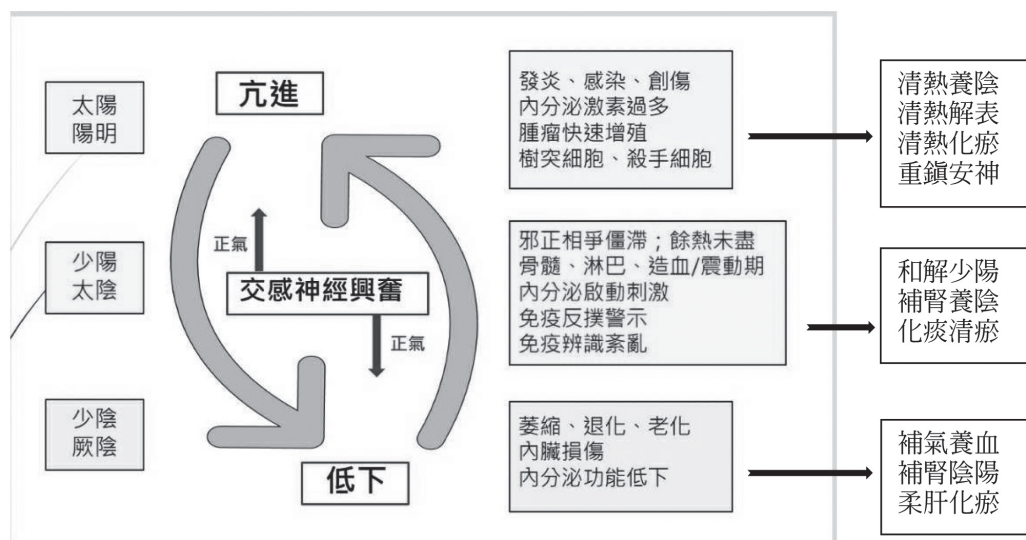 太陽
陽明
亢進
發炎、感染、創傷
內分泌激素過多
腫瘤快速增殖
樹突細胞、殺手細胞
清熱養陰
清熱解表
清熱化瘀
重鎮安神
少陽
太陰
正氣
交感神經興奮
正氣
邪正相爭僵滯；餘熱未盡
骨髓、淋巴、造血/震動期
內分泌啟動刺激
免疫反撲警示
免疫辨識紊亂
和解少陽
補腎養陰
化痰清瘀
少陰
厥陰
低下
萎縮、退化、老化
內臟損傷
內分泌功能低下
補氣養血
補腎陰陽
柔肝化瘀